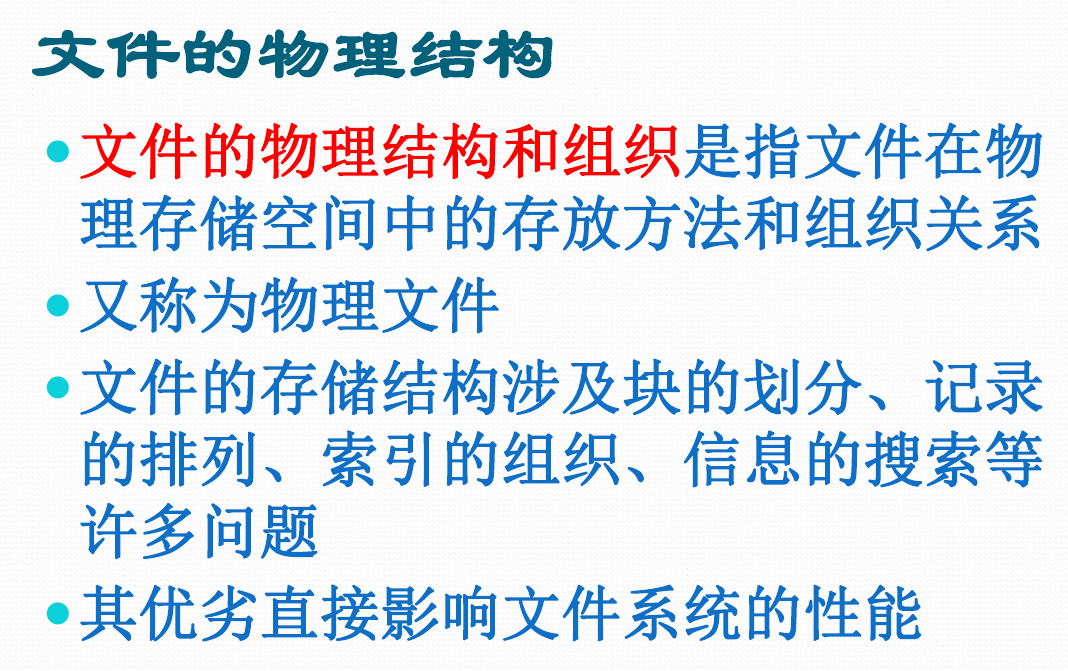 文件的物理结构
•文件的物理结构和组织是指文件在物
理存储空间中的存放方法和组织关系
•又称为物理文件
•文件的存储结构涉及块的划分、记录
的排列、索引的组织、信息的搜索等
许多问题
•其优劣直接影响文件系统的性能